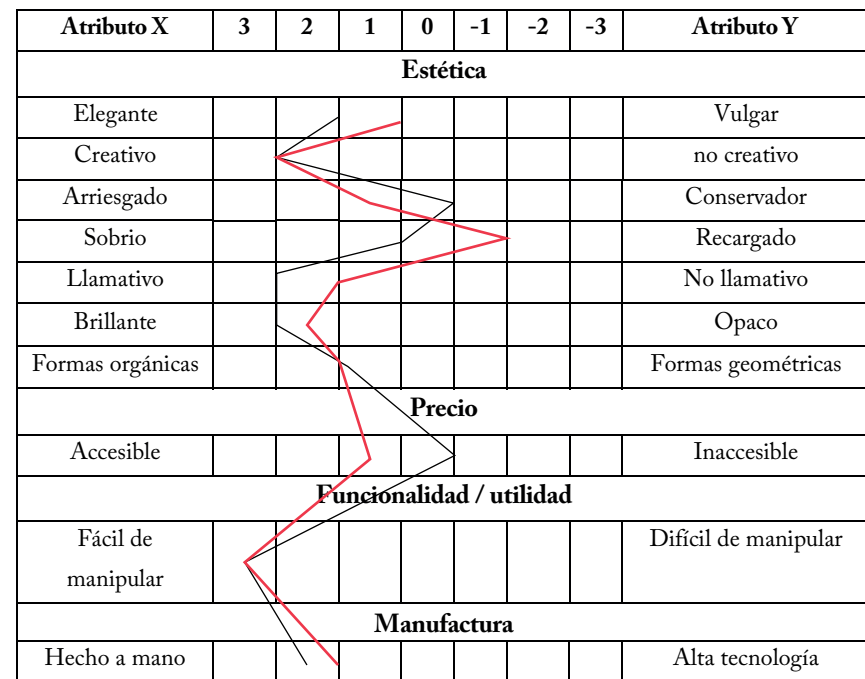 Atributo X 3 2 1 0 -1 -2 -3 Atributo Y
Estética
Elegante Vulgar
Creativo no creativo
Arriesgado Conservador
Sobrio Recargado
Llamativo No llamativo
Brillante Opaco
Formas orgánicas Formas geométricas
Precio
Accesible Inaccesible
Funcionalidad / utilidad
Fácil de Difícil de manipular
manipular
Manufactura
Hecho a mano Alta tecnología